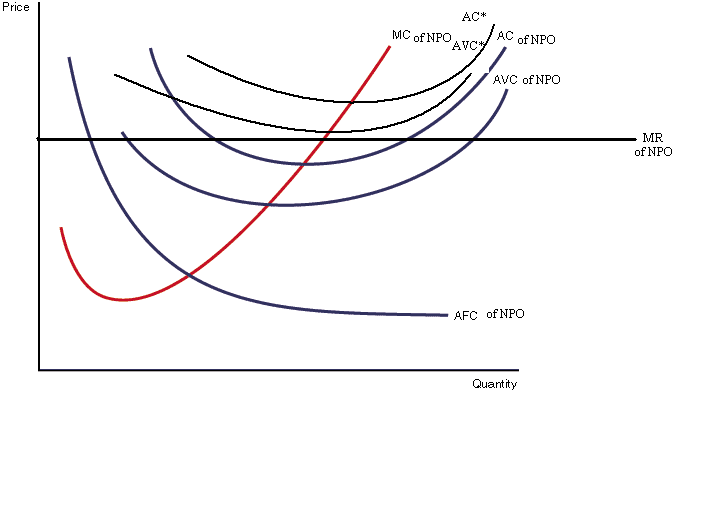 Price
AC*
MC of NPO
AVC*
AC of NPO
AVC of NPO
MR
of NPO
AFC of NPO
Quantity